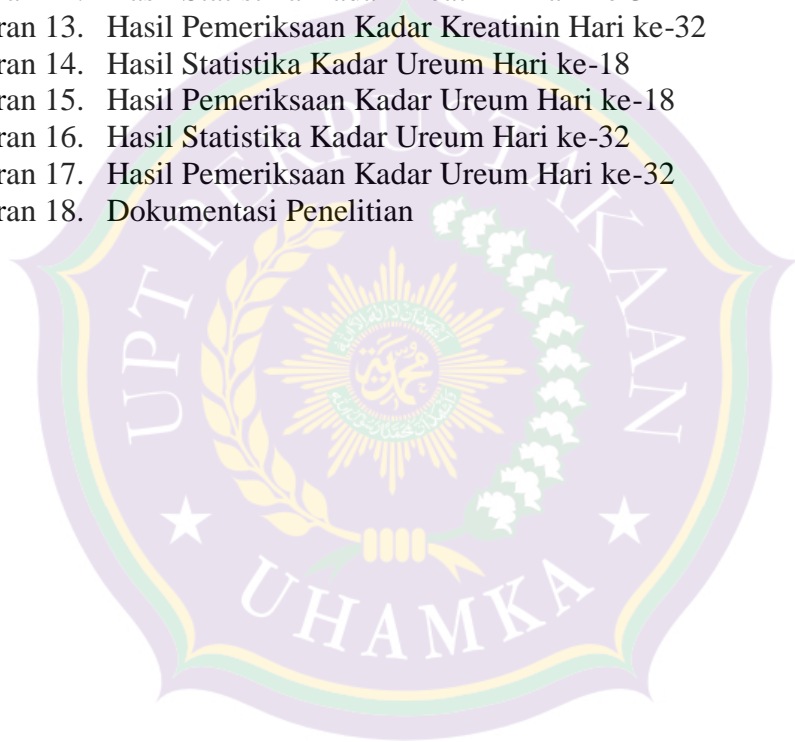 ran 13. Hasil Pemeriksaan Kadar Kreatinin Hari ke-32
ran 14. Hasil Statistika Kadar Ureum Hari ke-18
ran 15. Hasil Pemeriksaan Kadar Ureum Hari ke-18
ran 16. Hasil Statistika Kadar Ureum Hari ke-32
ran 17. Hasil Pemeriksaan Kadar Ureum Hari ke-32
ran 18. Dokumentasi Penelitian
UPT PERPUSTAKAAN
UHAMKA